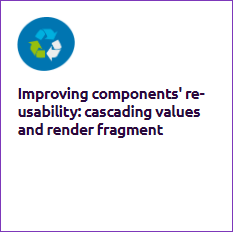 Improving components' re-
usability: cascading values
and render fragment